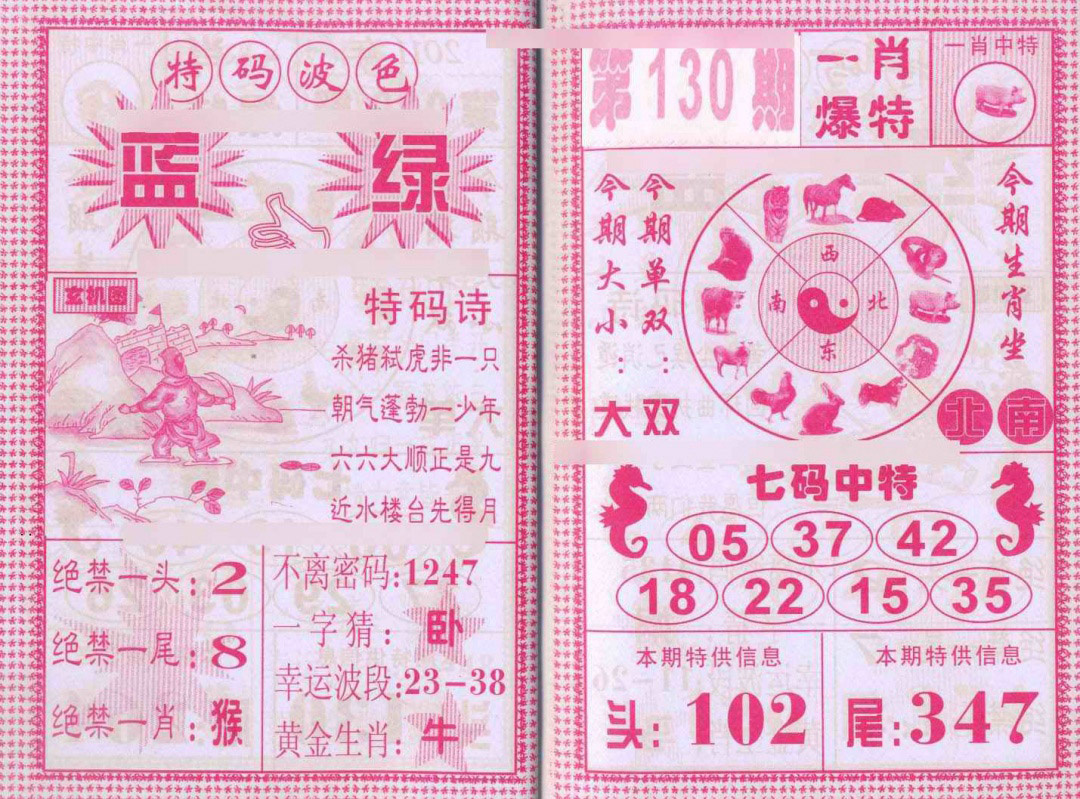 特码波色
蓝 绿
玄机图
特码诗
杀猪弑虎非一只
朝气蓬勃一少年
六六大顺正是九
近水楼台先得月
绝禁一头:2
绝禁一尾:8
绝禁一肖:猴
不离密码:1247
一字猜:卧
幸运波段:23-38
黄金生肖:牛
第130期
一肖
爆特
一肖中特
今期大小:大
今期单双:双
西
南 北
东
今期生肖坐
北南
七码中特
05 37 42
18 22 15 35
本期特供信息
头:102
本期特供信息
尾:347